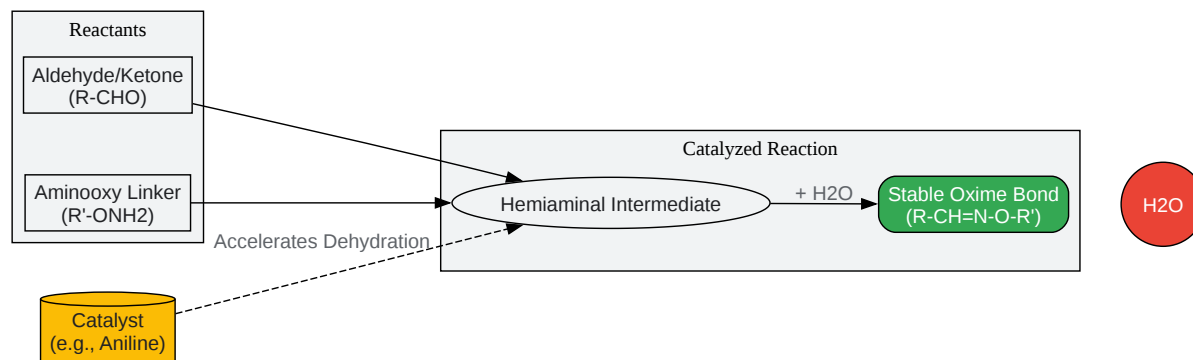 Reactants
Aldehyde/Ketone
(R-CHO)
Aminooxy Linker
(R'-ONH2)
Accelerates Dehydration
Catalyst
(e.g., Aniline)
Catalyzed Reaction
Hemiaminal Intermediate
+ H2O
Stable Oxime Bond
(R-CH=N-O-R')
H2O